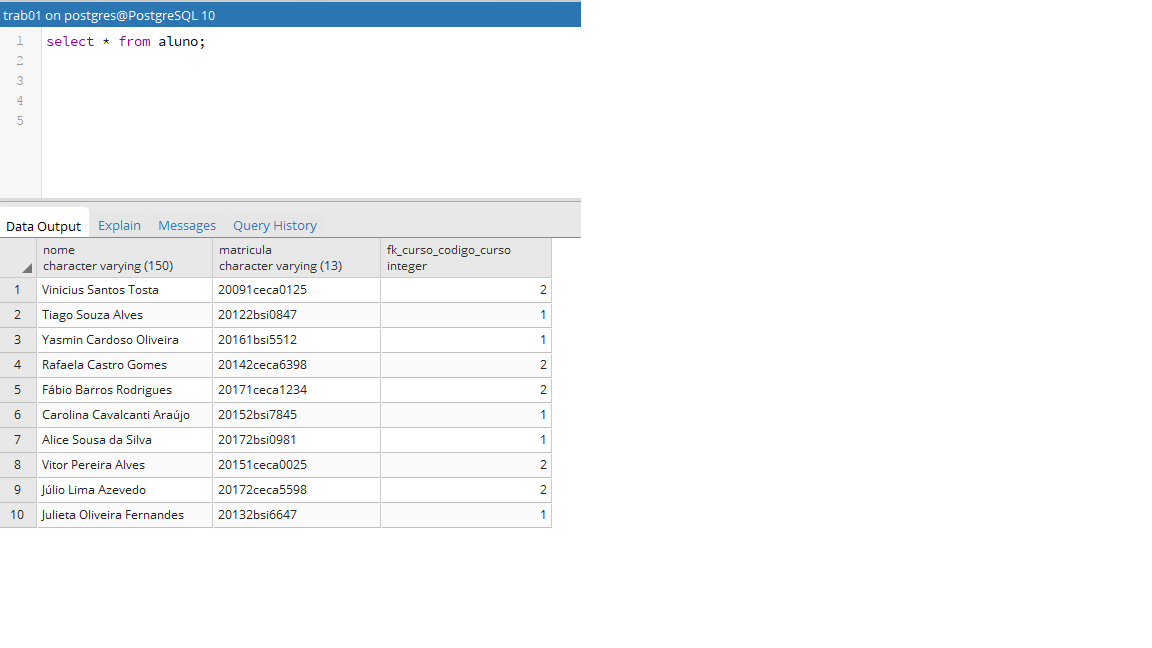 trab01 on postgres@PostgreSQL 10
1 select * from aluno;
2
3
4
5
Data Output Explain Messages Query History
nome matricula fk_curso_codigo_curso
character varying (150) character varying (13) integer
1 Vinicius Santos Tosta 20091ceca0125 2
2 Tiago Souza Alves 20122bsi0847 1
3 Yasmin Cardoso Oliveira 20161bsi5512 1
4 Rafaela Castro Gomes 20142ceca6398 2
5 Fábio Barros Rodrigues 20171ceca1234 2
6 Carolina Cavalcanti Araújo 20152bsi7845 1
7 Alice Sousa da Silva 20172bsi0981 1
8 Vitor Pereira Alves 20151ceca0025 2
9 Júlio Lima Azevedo 20172ceca5598 2
10 Julieta Oliveira Fernandes 20132bsi6647 1